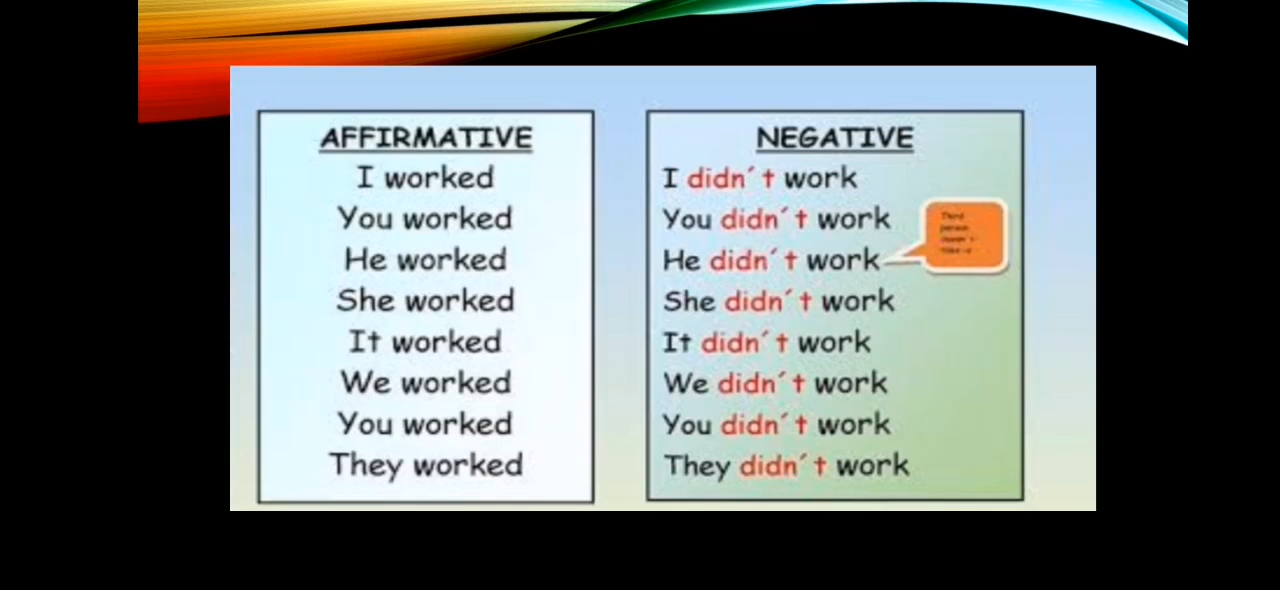 AFFIRMATIVE
I worked
You worked
He worked
She worked
It worked
We worked
You worked
They worked
NEGATIVE
I didn´t work
You didn´t work
He didn´t work
She didn´t work
It didn´t work
We didn´t work
You didn´t work
They didn´t work
Third
person